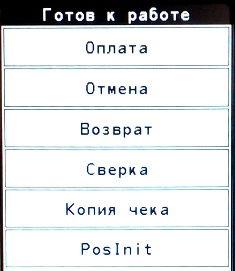 Готов к работе
Оплата
Отмена
Возврат
Сверка
Копия чека
PosInit